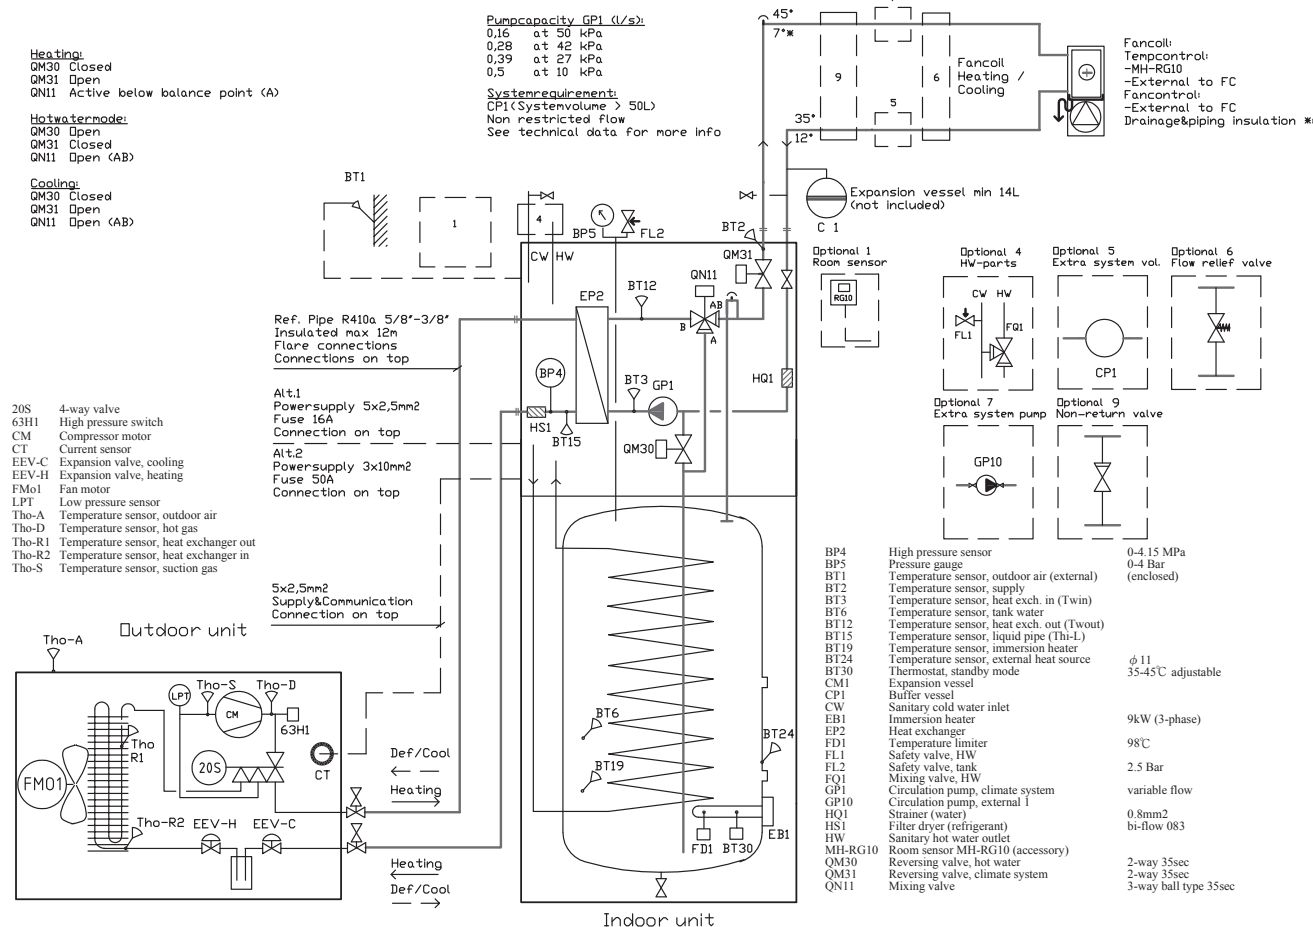 Heating:
QM30 Closed
QM31 Open
QN11 Active below balance point (A)
Hotwatermode:
QM30 Open
QM31 Closed
QN11 Open (AB)
Cooling:
QM30 Closed
QM31 Open
QN11 Open (AB)
Pumpcapacity GP1 (l/s):
0,16 at 50 kPa
0,28 at 42 kPa
0,39 at 27 kPa
0,5 at 10 kPa
Systemrequirement:
CP1(Systemvolume > 50L)
Non restricted flow
See technical data for more info
45°
7°※
9
6
5
35°
12°
Fancoil
Heating /
Cooling
Fancoil:
Tempcontrol:
-MH-RG10
-External to FC
Fancontrol:
-External to FC
Drainage&piping insulation ※
Expansion vessel min 14L
(not included)
C 1
BT1
1
4
BP5
FL2
BT2
QM31
CW HW
EP2
BT12
QN11
AB
B
A
BP4
BT3
GP1
HQ1
HS1
BT15
QM30
Ref. Pipe R410a 5/8"-3/8"
Insulated max 12m
Flare connections
Connections on top
Alt.1
Powersupply 5x2,5mm2
Fuse 16A
Connection on top
Alt.2
Powersupply 3x10mm2
Fuse 50A
Connection on top
5x2,5mm2
Supply&Communication
Connection on top
Optional 1
Room sensor
RG10
Optional 4
HW-parts
CW HW
FL1
FQ1
Optional 5
Extra system vol.
CP1
Optional 6
Flow relief valve
Optional 7
Extra system pump
GP10
Optional 9
Non-return valve
20S 4-way valve
63H1 High pressure switch
CM Compressor motor
CT Current sensor
EEV-C Expansion valve, cooling
EEV-H Expansion valve, heating
FMo1 Fan motor
LPT Low pressure sensor
Tho-A Temperature sensor, outdoor air
Tho-D Temperature sensor, hot gas
Tho-R1 Temperature sensor, heat exchanger out
Tho-R2 Temperature sensor, heat exchanger in
Tho-S Temperature sensor, suction gas
Outdoor unit
Tho-A
LPT
Tho-S
Tho-D
CM
63H1
Tho
R1
20S
CT
FM01
Tho-R2
EEV-H
EEV-C
Def/Cool
Heating
Heating
Def/Cool
BT6
BT19
BT24
FD1
BT30
EB1
Indoor unit
BP4 High pressure sensor 0-4.15 MPa
BP5 Pressure gauge 0-4 Bar
BT1 Temperature sensor, outdoor air (external) (enclosed)
BT2 Temperature sensor, supply
BT3 Temperature sensor, heat exch. in (Twin)
BT6 Temperature sensor, tank water
BT12 Temperature sensor, heat exch. out (Twout)
BT15 Temperature sensor, liquid pipe (Thi-L)
BT19 Temperature sensor, immersion heater
BT24 Temperature sensor, external heat source ϕ 11
BT30 Thermostat, standby mode 35-45℃ adjustable
CM1 Expansion vessel
CP1 Buffer vessel
CW Sanitary cold water inlet
EB1 Immersion heater 9kW (3-phase)
EP2 Heat exchanger
FD1 Temperature limiter 98℃
FL1 Safety valve, HW
FL2 Safety valve, tank 2.5 Bar
FQ1 Mixing valve, HW
GP1 Circulation pump, climate system variable flow
GP10 Circulation pump, external 1
HQ1 Strainer (water) 0.8mm2
HS1 Filter dryer (refrigerant) bi-flow 083
HW Sanitary hot water outlet
MH-RG10 Room sensor MH-RG10 (accessory)
QM30 Reversing valve, hot water 2-way 35sec
QM31 Reversing valve, climate system 2-way 35sec
QN11 Mixing valve 3-way ball type 35sec